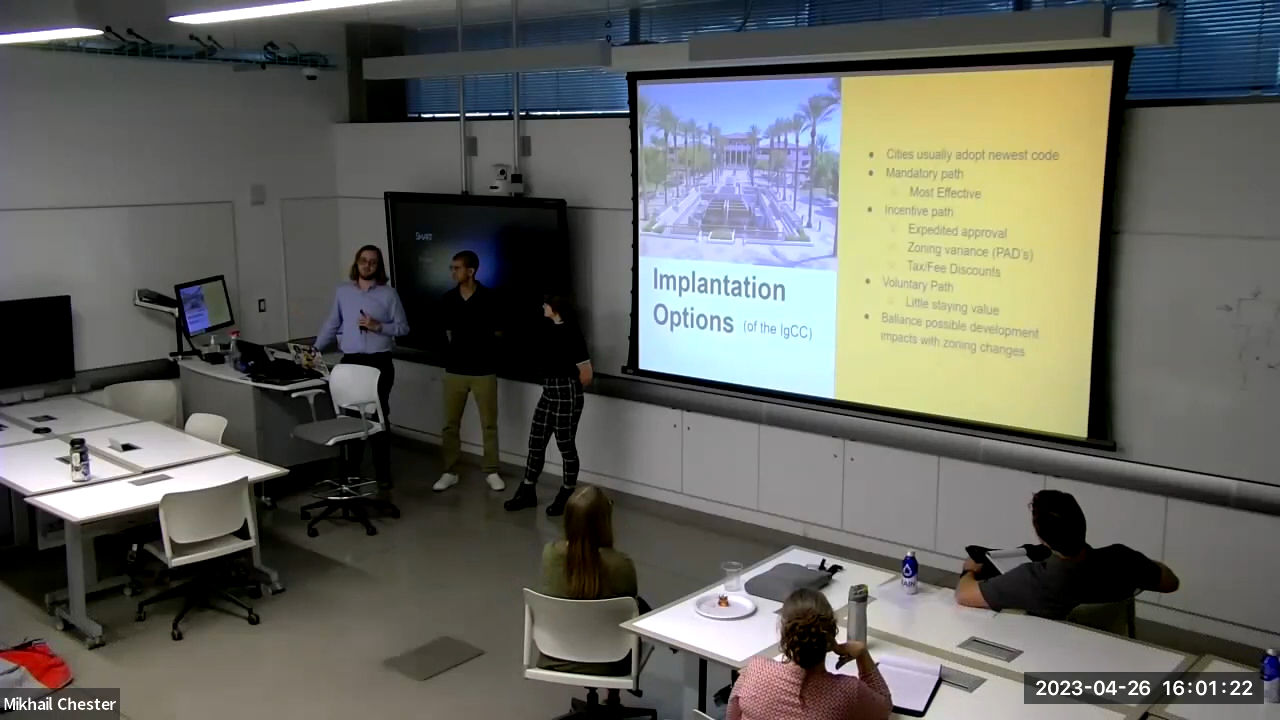 SMART
Implantation
Options (of the IgCC)
Cities usually adopt newest code
Mandatory path
Most Effective
Incentive path
Expedited approval
Zoning variance (PAD's)
Tax/Fee Discounts
Voluntary Path
Little staying value
Ballance possible development
impacts with zoning changes
Mikhail Chester
2023-04-26 16:01:22